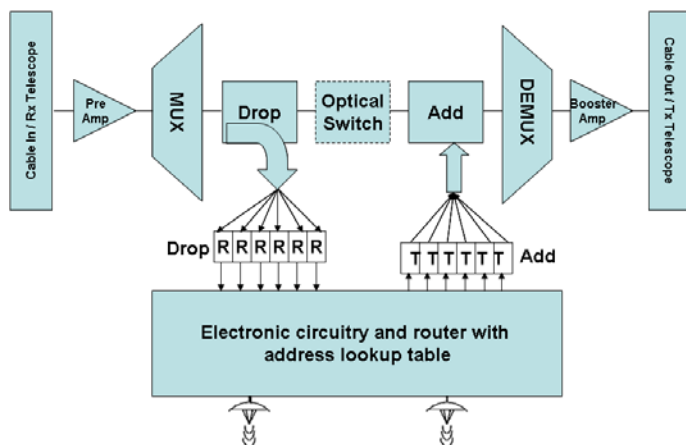 Cable In / Rx Telescope
Pre
Amp
MUX
Drop
Optical
Switch
Add
DEMUX
Booster
Amp
Cable Out / Tx Telescope
Drop
R R R R R R
T T T T T T
Add
Electronic circuitry and router with
address lookup table